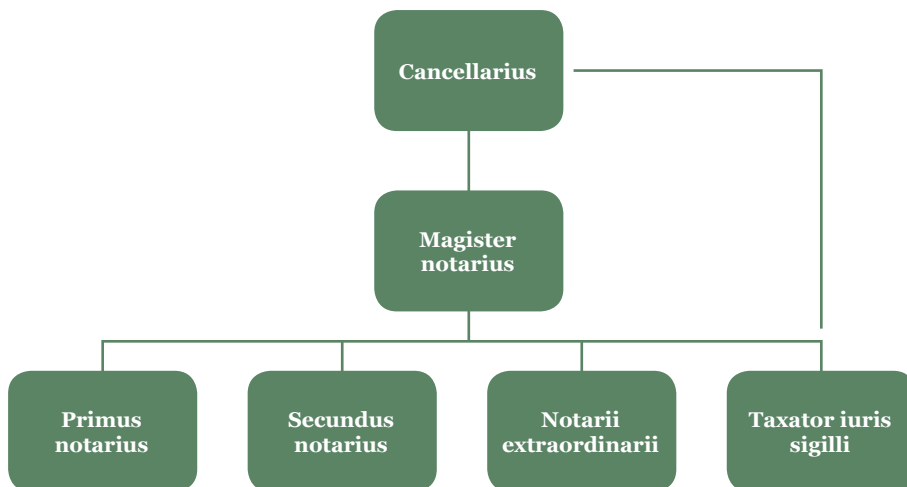 Cancellarius
Magister
notarius
Primus
notarius
Secundus
notarius
Notarii
extraordinarii
Taxator iuris
sigilli